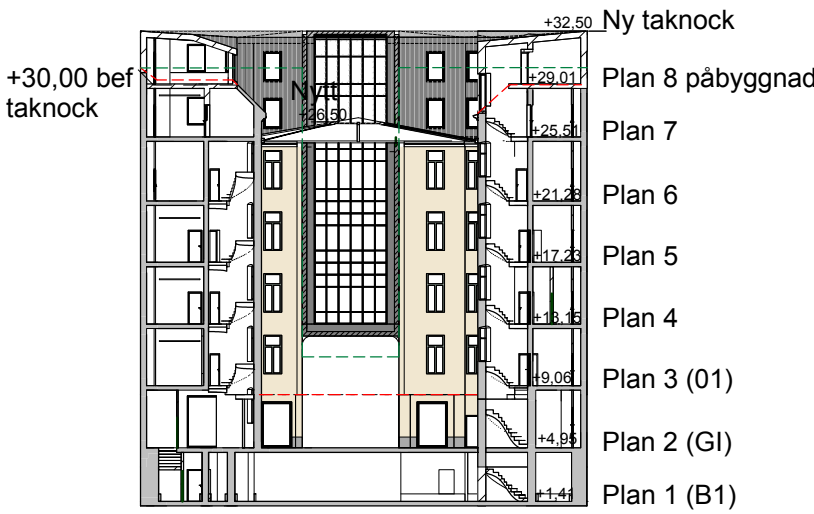 +32,50 Ny taknock
+30,00 bef
taknock
+29,01 Plan 8 påbyggnad
Nytt
+26,50
+25,51 Plan 7
+21,28 Plan 6
+17,23 Plan 5
+13,15 Plan 4
+9,06 Plan 3 (01)
+4,95 Plan 2 (GI)
+1,41 Plan 1 (B1)